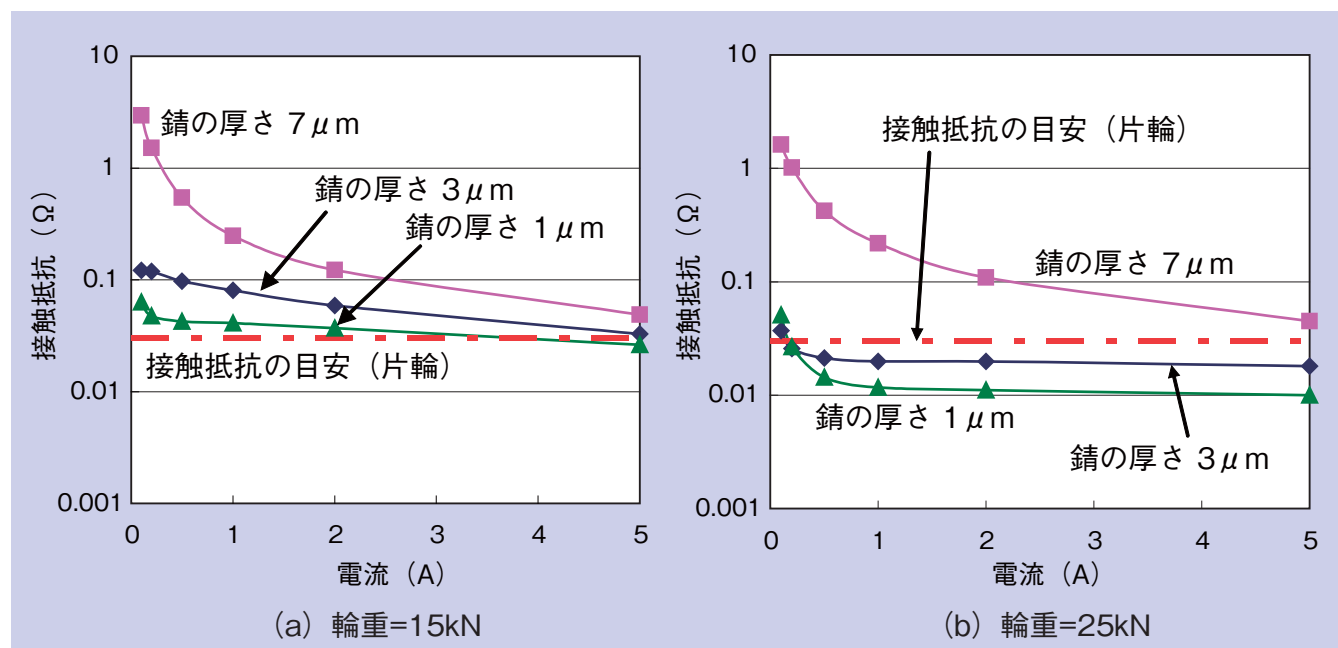 10
1
0.1
0.01
0.001
接触抵抗（Ω）
錆の厚さ 7μm
錆の厚さ 3μm
錆の厚さ 1μm
接触抵抗の目安（片輪）
0 1 2 3 4 5
電流（A）
(a) 輪重=15kN
10
1
0.1
0.01
0.001
接触抵抗（Ω）
接触抵抗の目安（片輪）
錆の厚さ 7μm
錆の厚さ 1μm
錆の厚さ 3μm
0 1 2 3 4 5
電流（A）
(b) 輪重=25kN